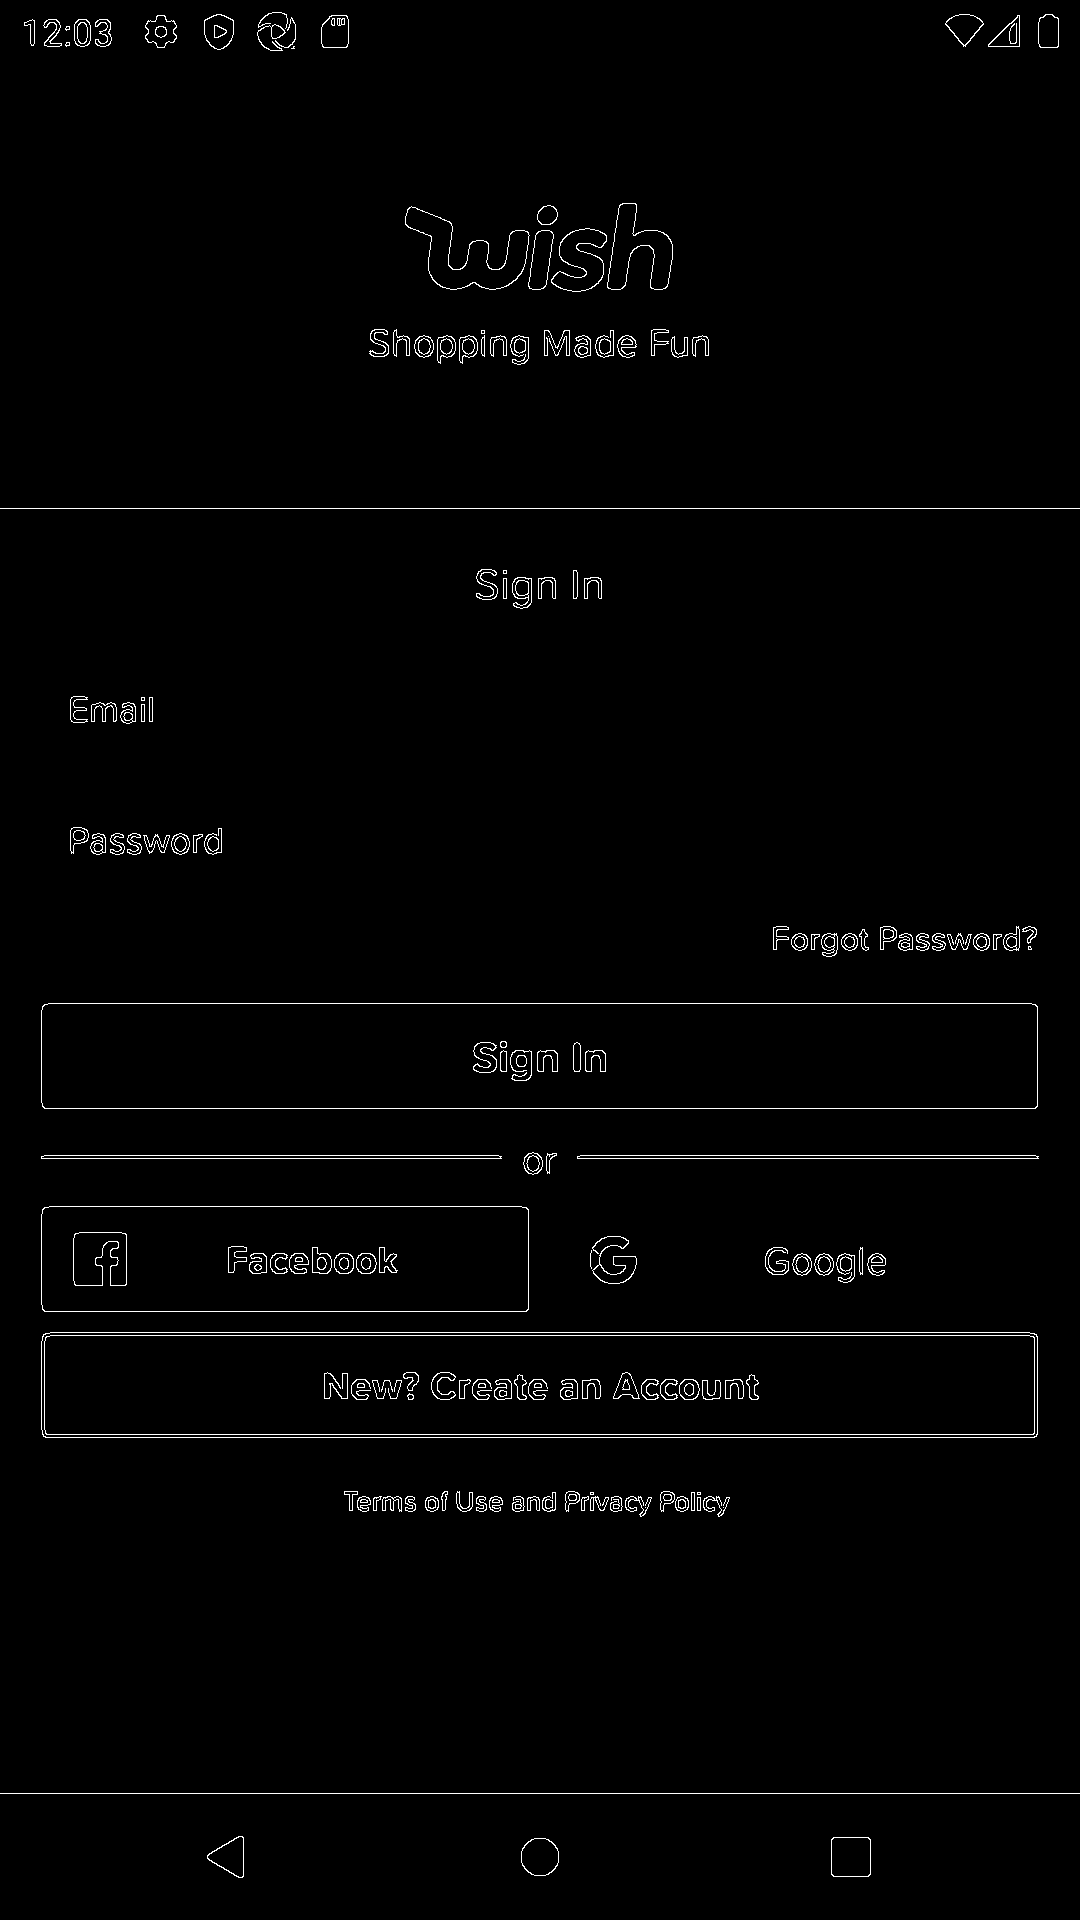 12:03
wish
Shopping Made Fun
Sign In
Email
Password
Forgot Password?
Sign In
or
Facebook
Google
New? Create an Account
Terms of Use and Privacy Policy